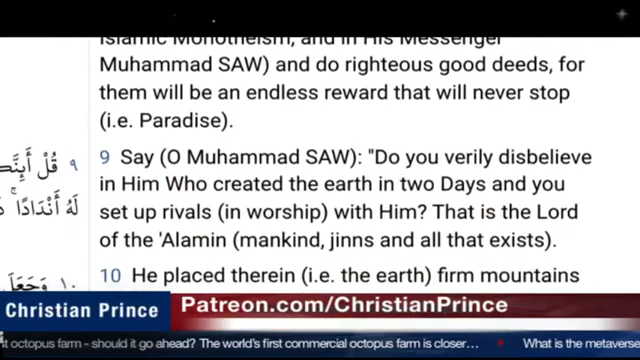 Islamic Monotheism, and in His Messenger
Muhammad SAW) and do righteous good deeds, for
them will be an endless reward that will never stop
(i.e. Paradise).
9 Say (O Muhammad SAW): "Do you verily disbelieve
٩ قُلْ أَئِنَّكُ
in Him Who created the earth in two Days and you
set up rivals (in worship) with Him? That is the Lord
لَهُ أَنْدَادًا ۚ ذَ
of the 'Alamin (mankind, jinns and all that exists).
10 He placed therein (i.e. the earth) firm mountains
١٠ وَجَعَلَ
Christian Prince
Patreon.com/ChristianPrince
t octopus farm - should it go ahead? The world's first commercial octopus farm is closer...
What is the metaverse